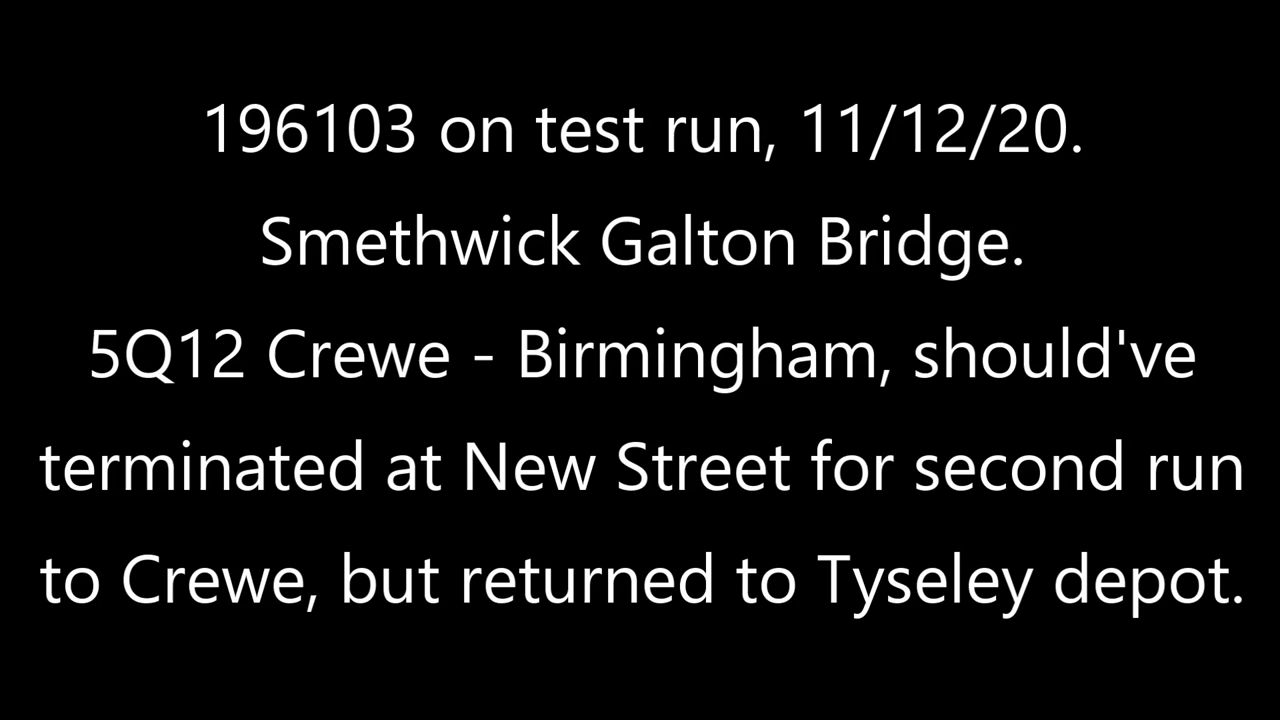 196103 on test run, 11/12/20.
Smethwick Galton Bridge.
5Q12 Crewe - Birmingham, should've
terminated at New Street for second run
to Crewe, but returned to Tyseley depot.